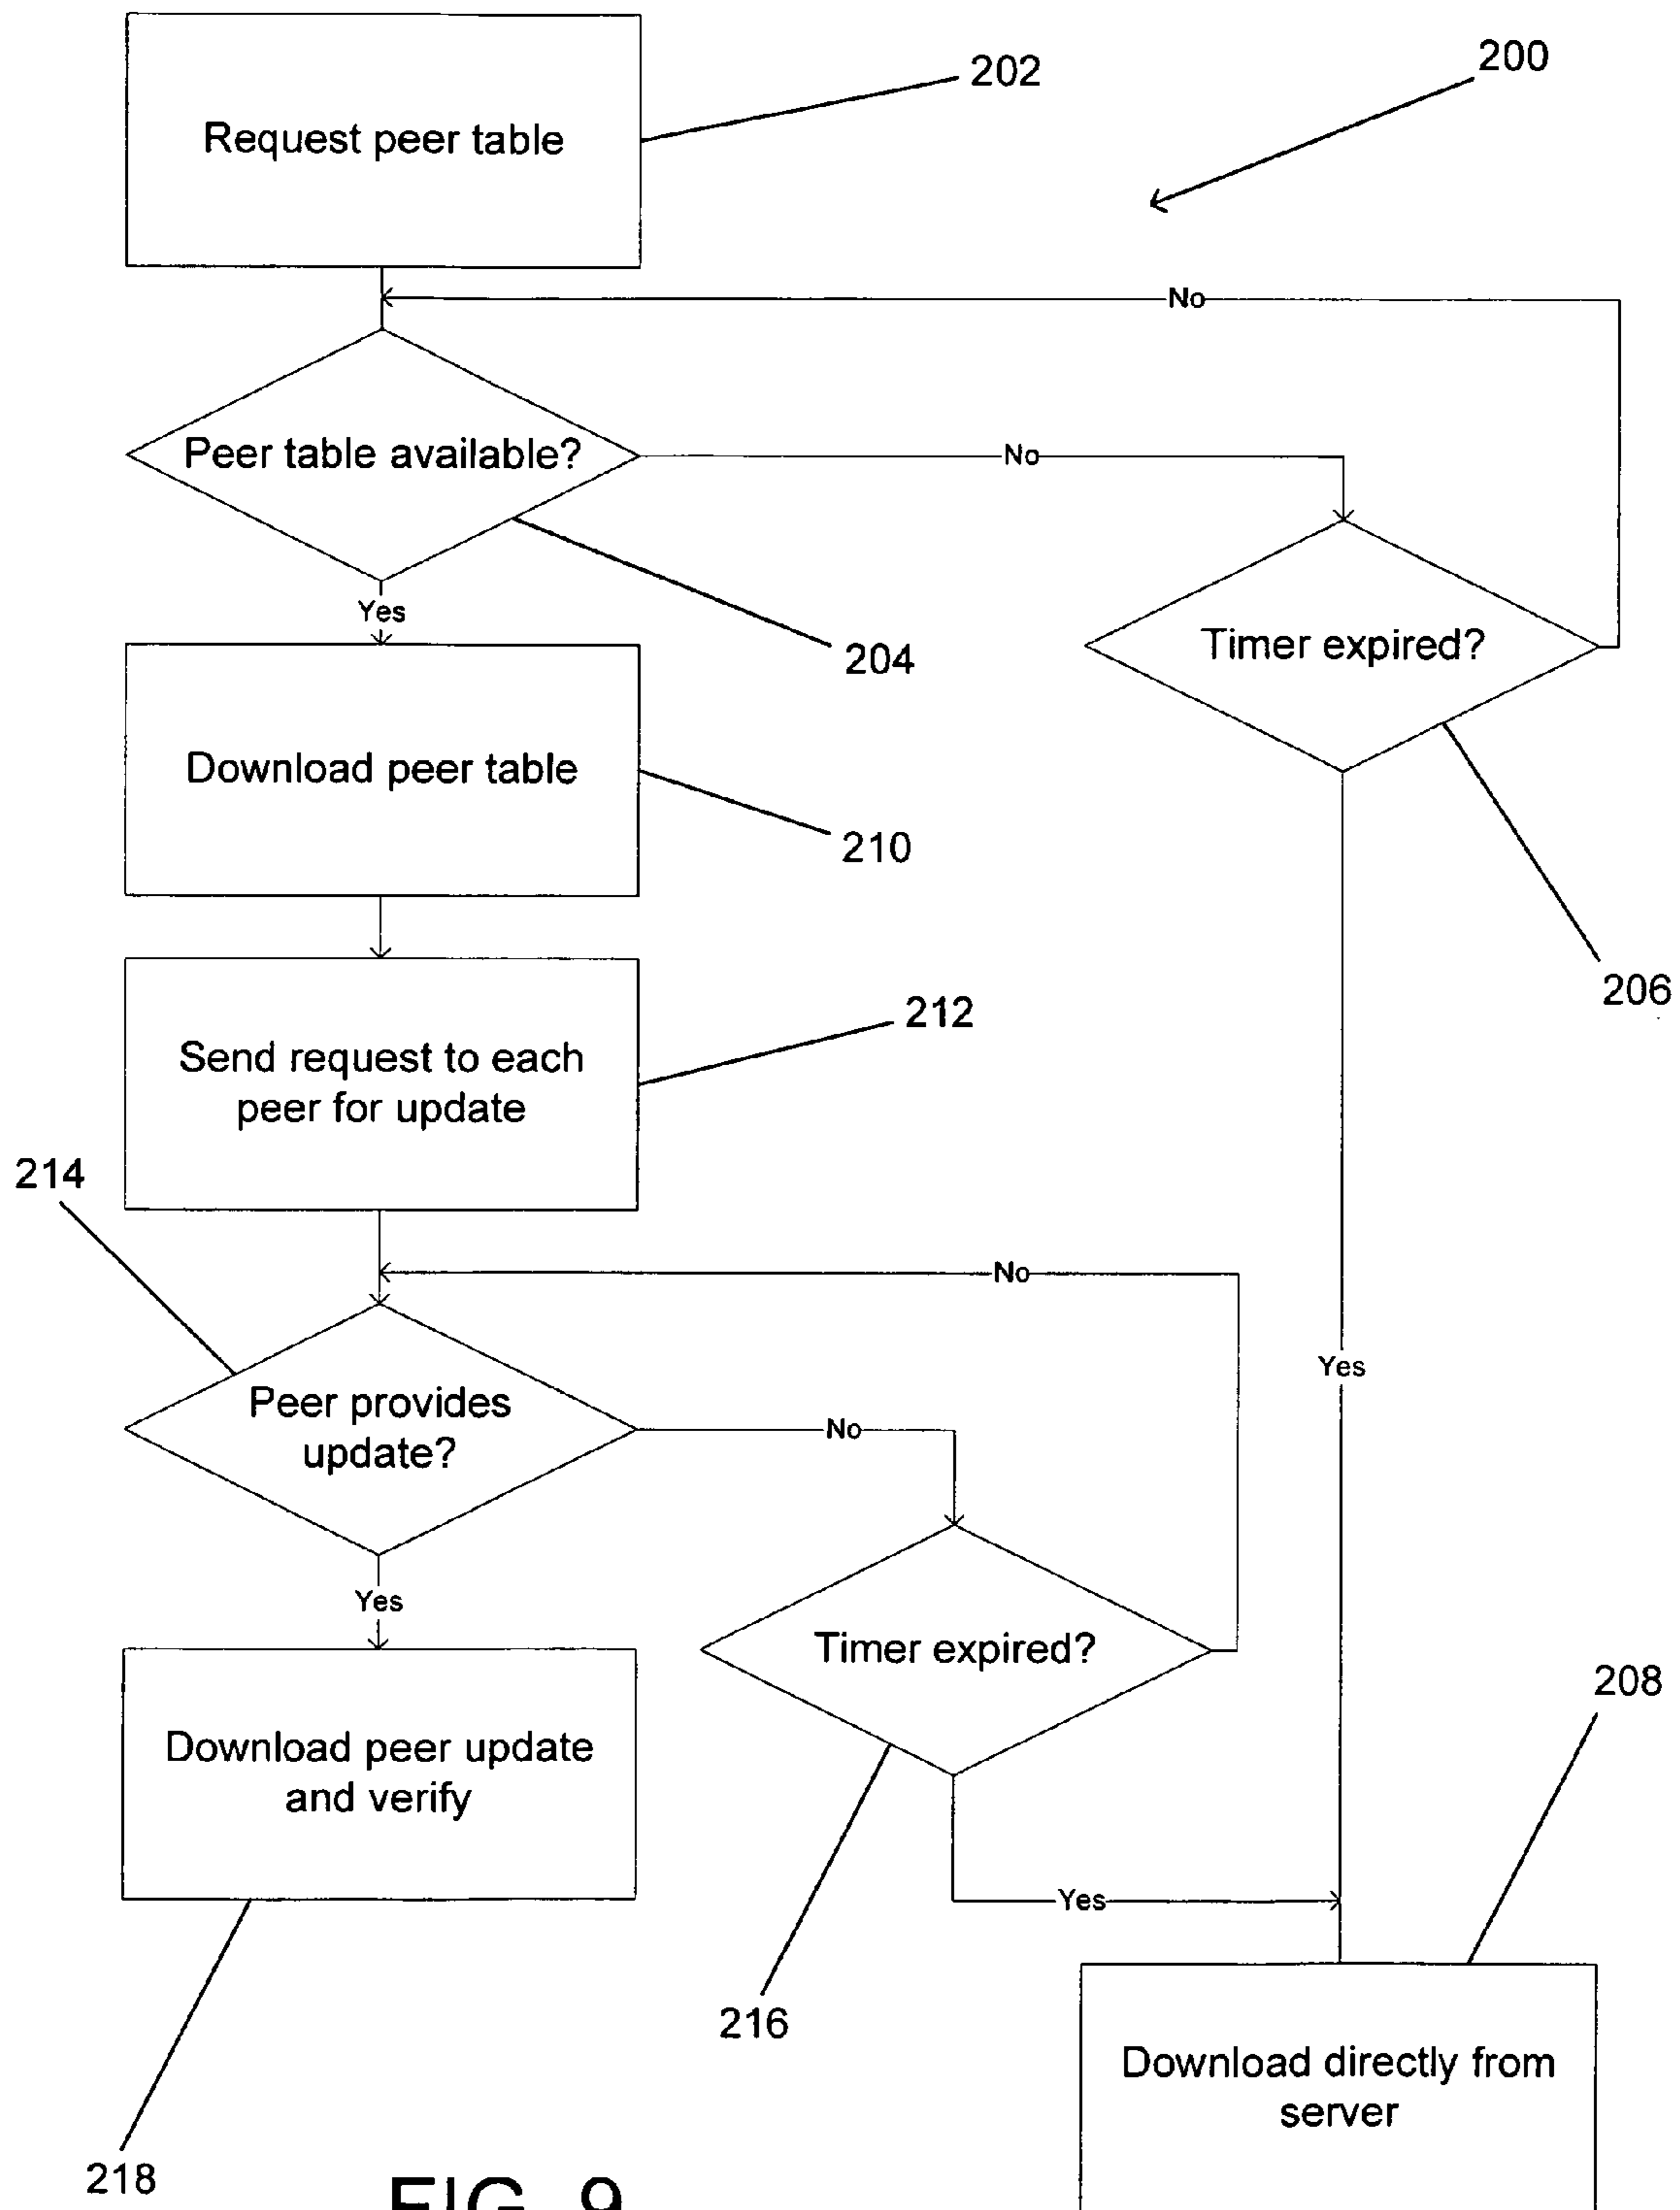 202
200
Request peer table
No
Peer table available?
No
Yes
204
Timer expired?
Download peer table
210
206
212
Send request to each
peer for update
214
No
Yes
Peer provides
update?
No
Yes
Timer expired?
208
Download peer update
and verify
Yes
216
Download directly from
server
218
FIG. 9